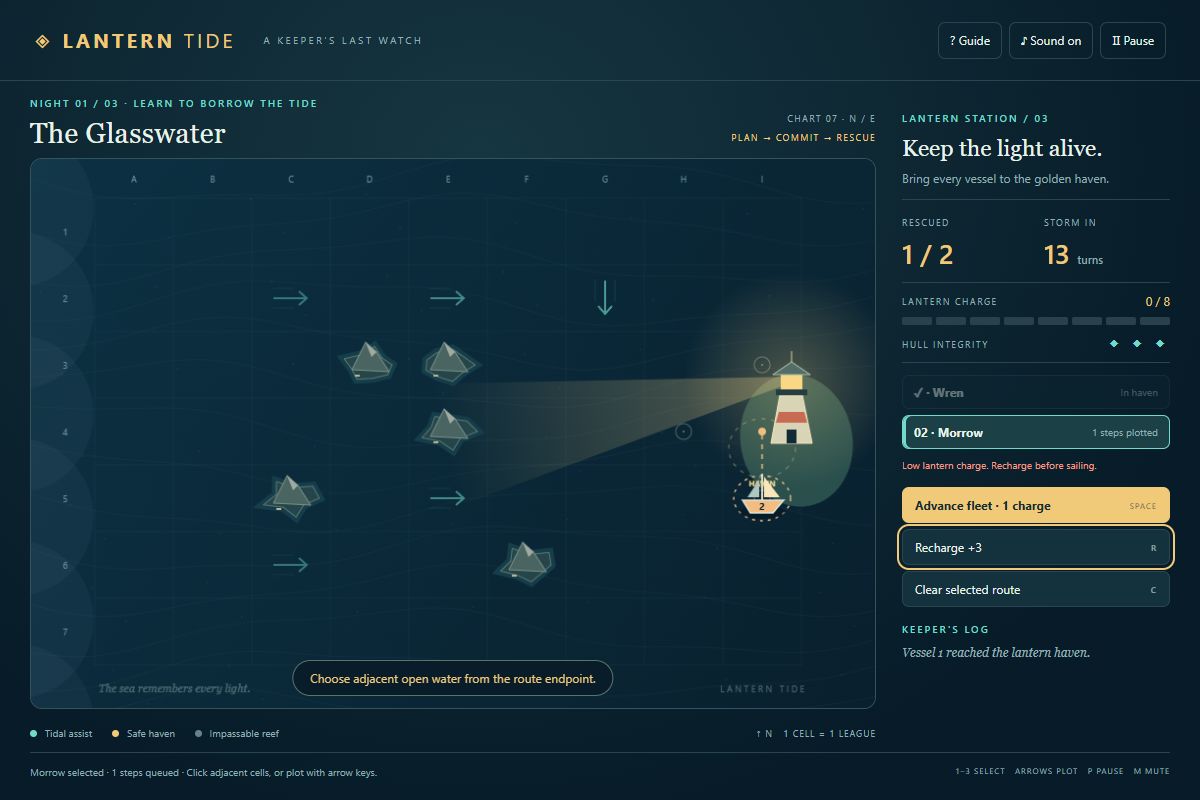 LANTERN TIDE
A KEEPER'S LAST WATCH
? Guide
♪ Sound on
II Pause
NIGHT 01 / 03 · LEARN TO BORROW THE TIDE
The Glasswater
CHART 07 · N / E
PLAN → COMMIT → RESCUE
A B C D E F G H I
1
2
3
4
5
6
7
HAVEN
2
The sea remembers every light.
Choose adjacent open water from the route endpoint.
LANTERN TIDE
Tidal assist
Safe haven
Impassable reef
↑ N 1 CELL = 1 LEAGUE
LANTERN STATION / 03
Keep the light alive.
Bring every vessel to the golden haven.
RESCUED
1 / 2
STORM IN
13 turns
LANTERN CHARGE 0 / 8
HULL INTEGRITY
✓ · Wren In haven
02 · Morrow 1 steps plotted
Low lantern charge. Recharge before sailing.
Advance fleet · 1 charge SPACE
Recharge +3 R
Clear selected route C
KEEPER'S LOG
Vessel 1 reached the lantern haven.
Morrow selected · 1 steps queued · Click adjacent cells, or plot with arrow keys.
1–3 SELECT ARROWS PLOT P PAUSE M MUTE